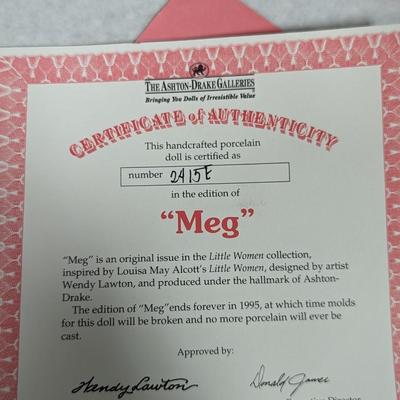 THE ASHTON-DRAKE GALLERIES
Bringing You Dolls of Irresistible Value
CERTIFICATE of AUTHENTICITY
This handcrafted porcelain
doll is certified as
number 2415E
in the edition of
"Meg"
"Meg" is an original issue in the Little Women collection,
inspired by Louisa May Alcott's Little Women, designed by artist
Wendy Lawton, and produced under the hallmark of Ashton-
Drake.
The edition of "Meg"ends forever in 1995, at which time molds
for this doll will be broken and no more porcelain will ever be
cast.
Approved by:
Wendy Lawton Donald James
Director